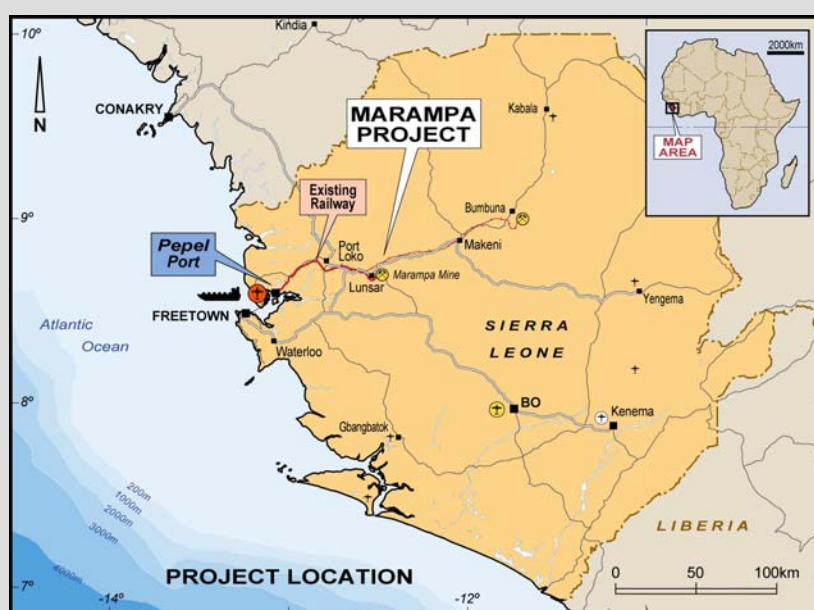 10°
Kindia
2000km
CONAKRY
N
MARAMPA
PROJECT
Kabala
MAP
AREA
9°
Existing
Railway
Bumbuna
Pepel
Port
Port
Loko
Makeni
Lunsar
Marampa Mine
Yengema
FREETOWN
Atlantic
Ocean
SIERRA
LEONE
Waterloo
8°
BO
Kenema
Gbangbatok
200m
1000m
2000m
3000m
4000m
LIBERIA
PROJECT LOCATION
0 50 100km
7°
-14
-12